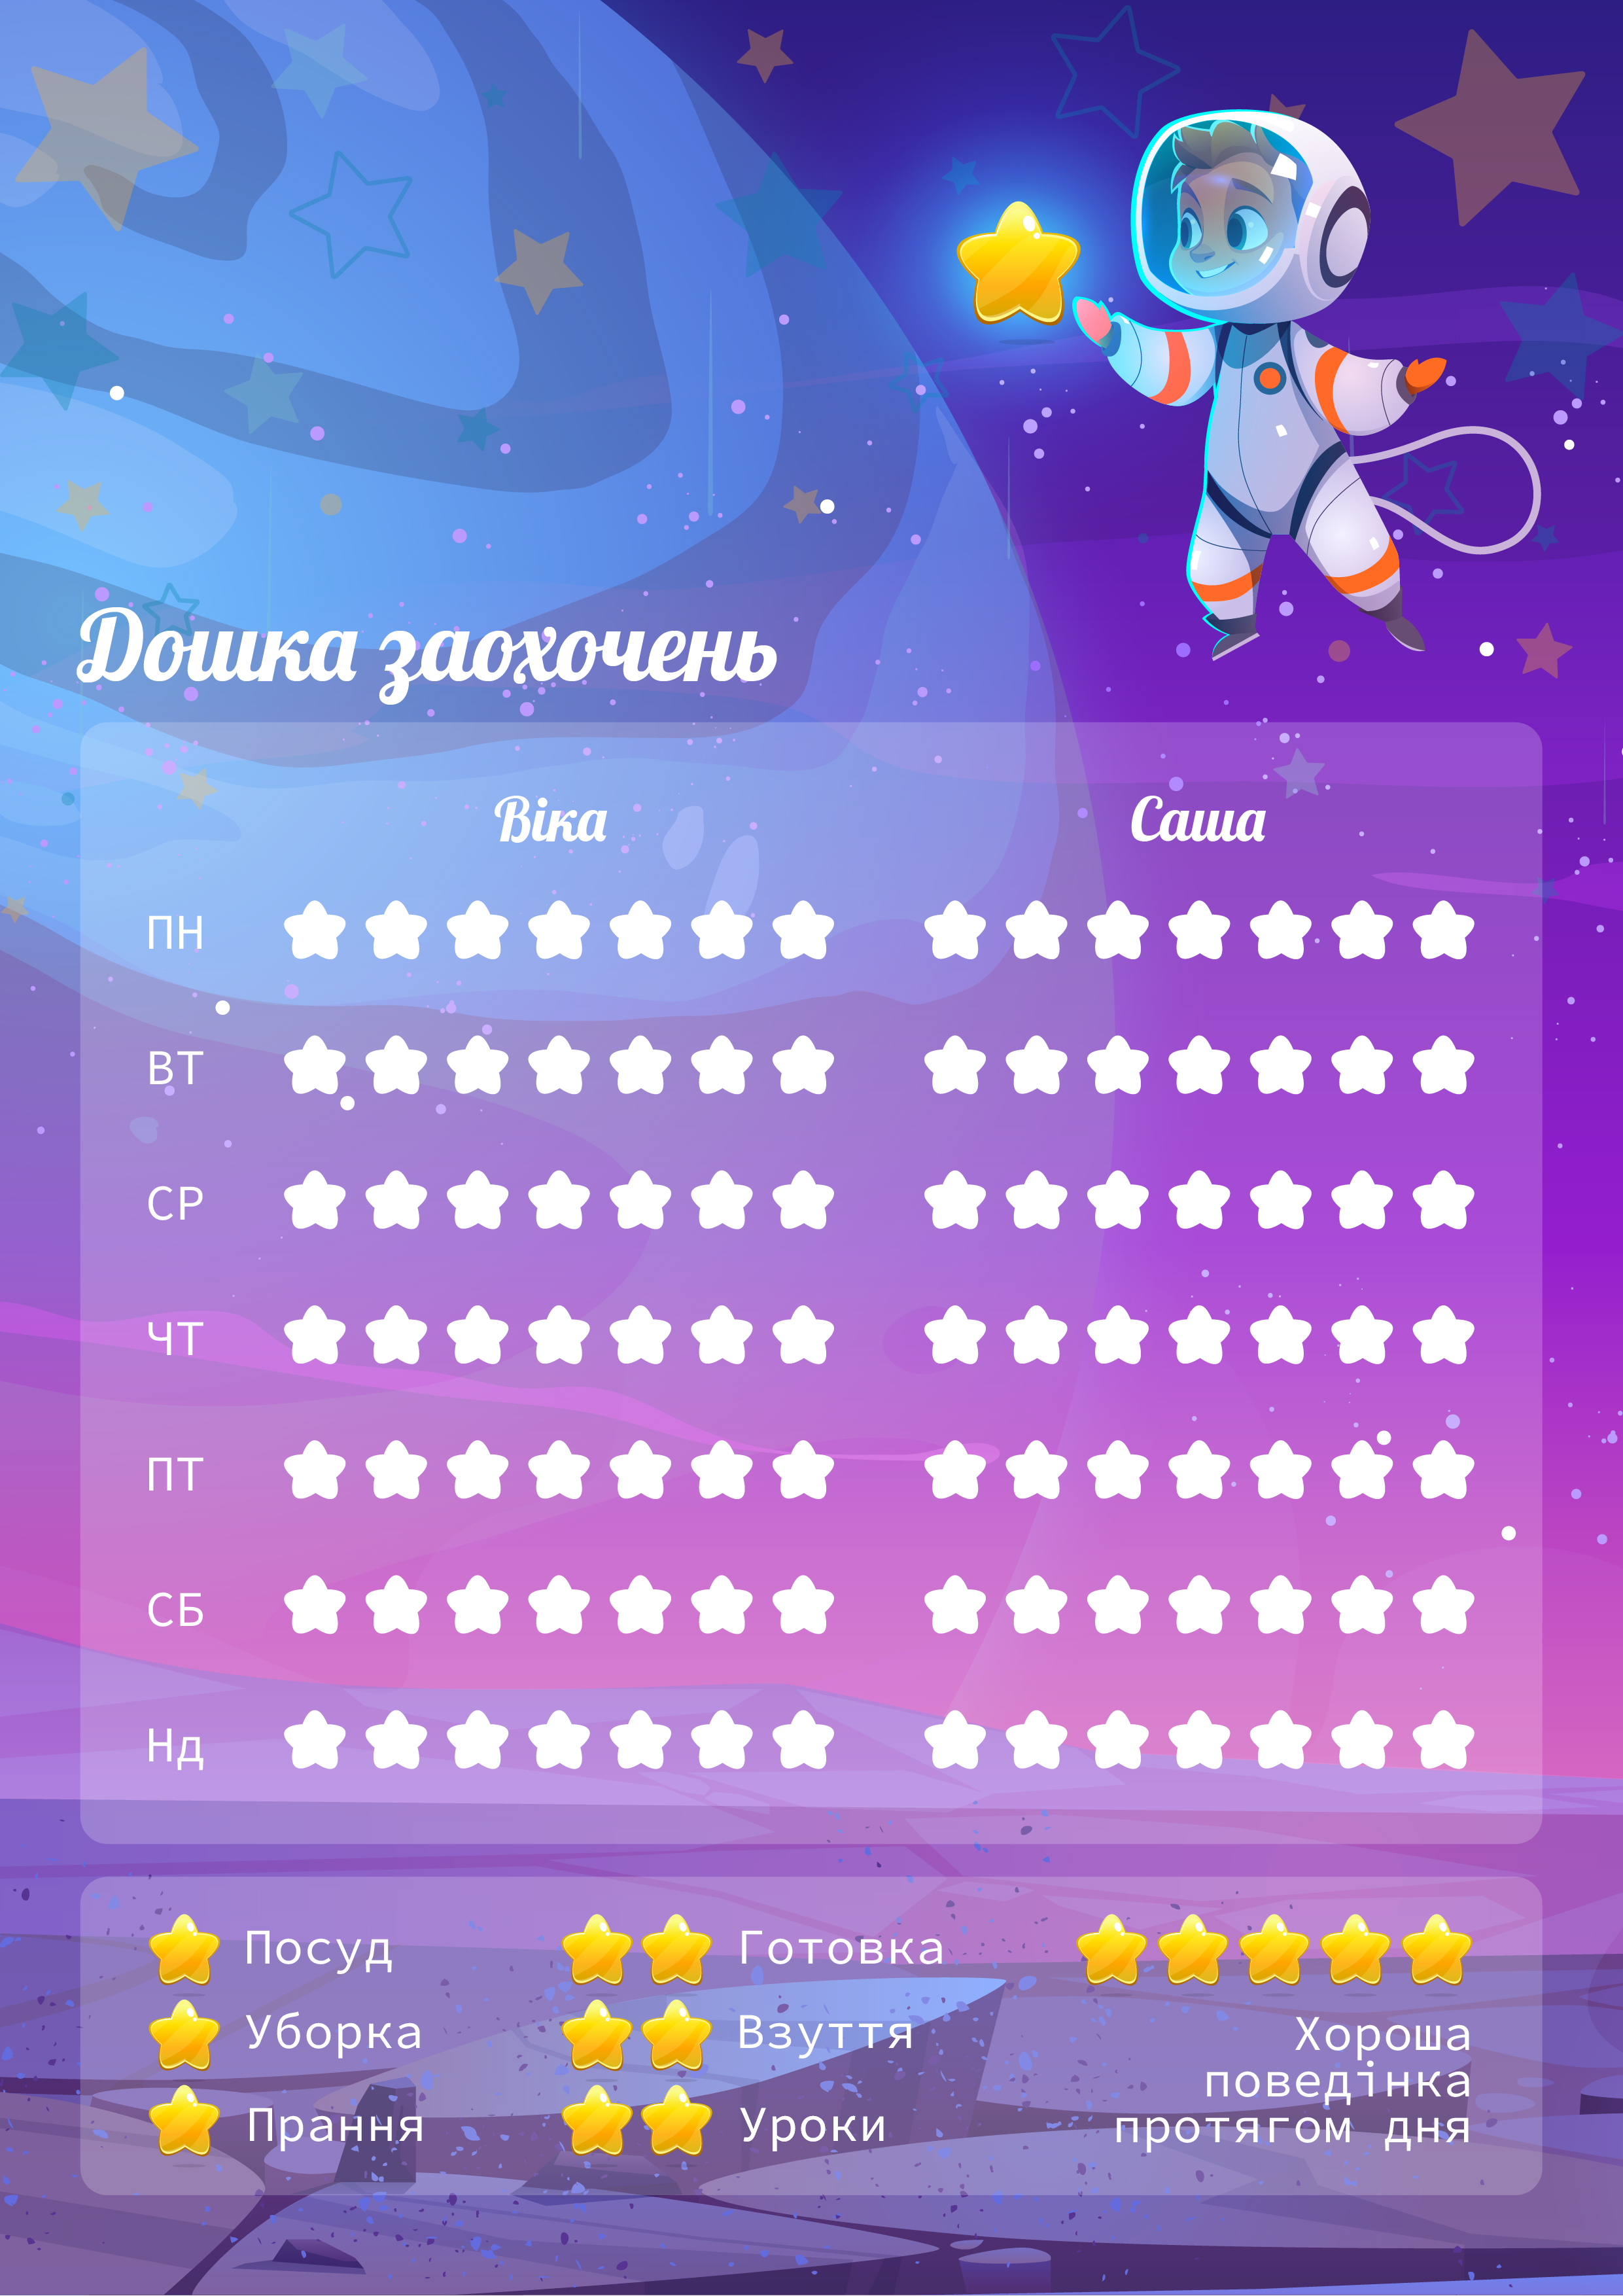 Дошка заохочень
Віка Саша
ПН
ВТ
СР
ЧТ
ПТ
СБ
Нд
Посуд Готовка
Уборка Взуття Хороша
поведінка
Прання Уроки протягом дня